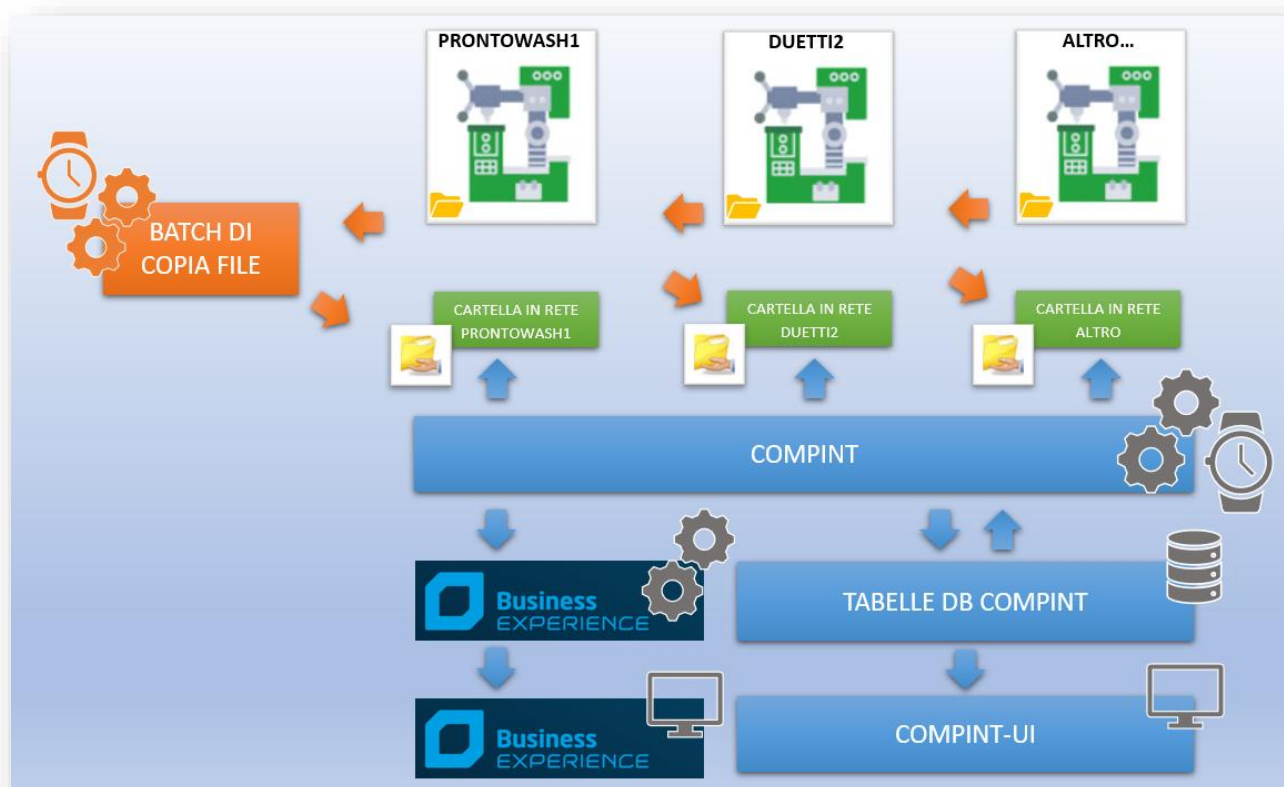 PRONTOWASH1
DUETTI2
ALTRO...
BATCH DI
COPIA FILE
CARTELLA IN RETE
PRONTOWASH1
CARTELLA IN RETE
DUETTI2
CARTELLA IN RETE
ALTRO
COMPINT
Business
EXPERIENCE
TABELLE DB COMPINT
Business
EXPERIENCE
COMPINT-UI